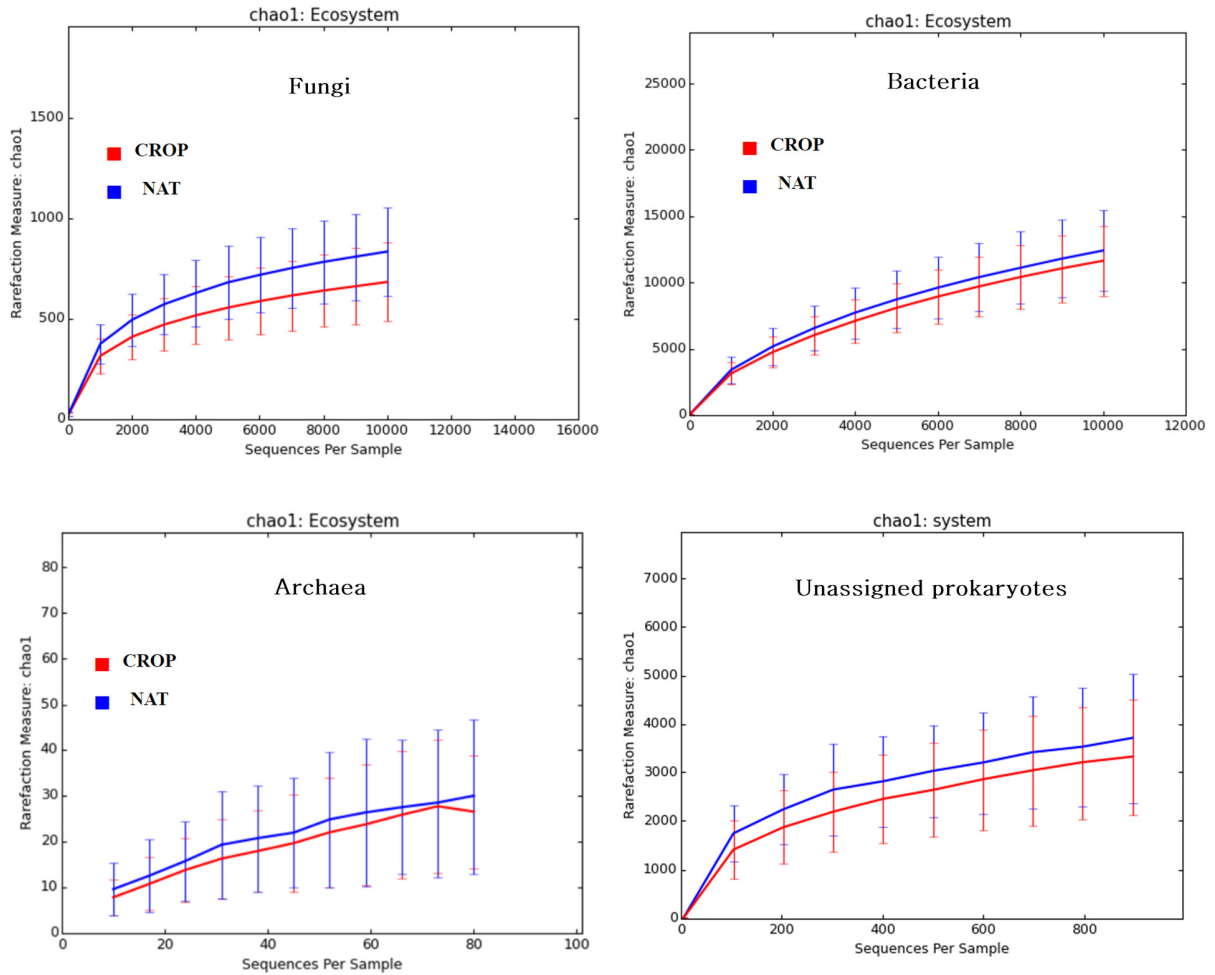 chao1: Ecosystem
Fungi
CROP
NAT
Rarefaction Measure: chao1
1500
1000
500
0
0 2000 4000 6000 8000 10000 12000 14000 16000
Sequences Per Sample
chao1: Ecosystem
Bacteria
CROP
NAT
Rarefaction Measure: chao1
25000
20000
15000
10000
5000
0
0 2000 4000 6000 8000 10000 12000
Sequences Per Sample
chao1: Ecosystem
Archaea
CROP
NAT
Rarefaction Measure: chao1
80
70
60
50
40
30
20
10
0
0 20 40 60 80 100
Sequences Per Sample
chao1: system
Unassigned prokaryotes
Rarefaction Measure: chao1
7000
6000
5000
4000
3000
2000
1000
0
0 200 400 600 800
Sequences Per Sample